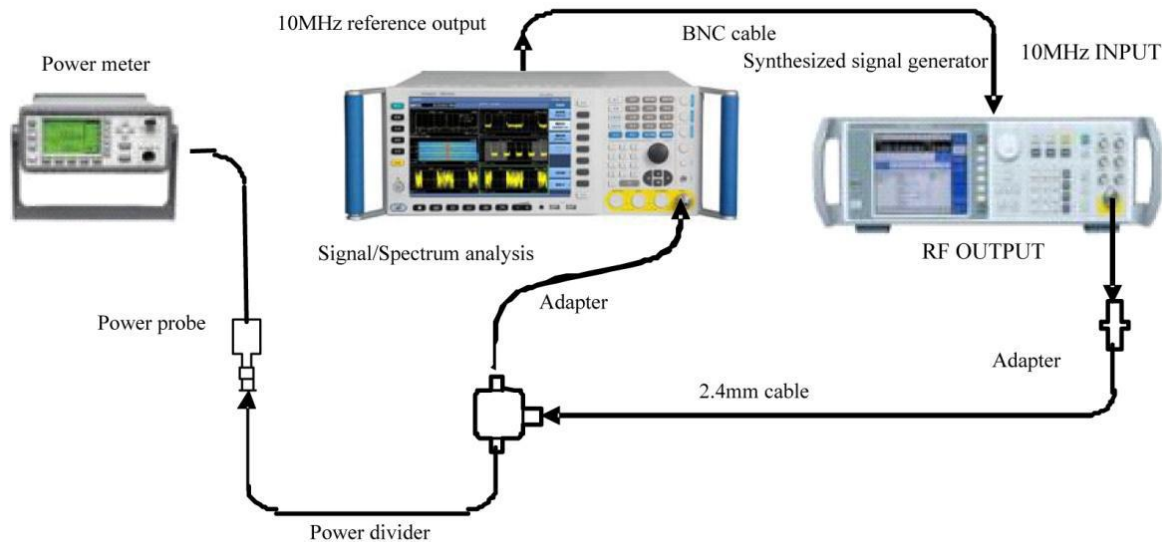 10MHz reference output
BNC cable
10MHz INPUT
Power meter
Synthesized signal generator
Signal/Spectrum analysis
RF OUTPUT
Adapter
Power probe
Adapter
2.4mm cable
Power divider